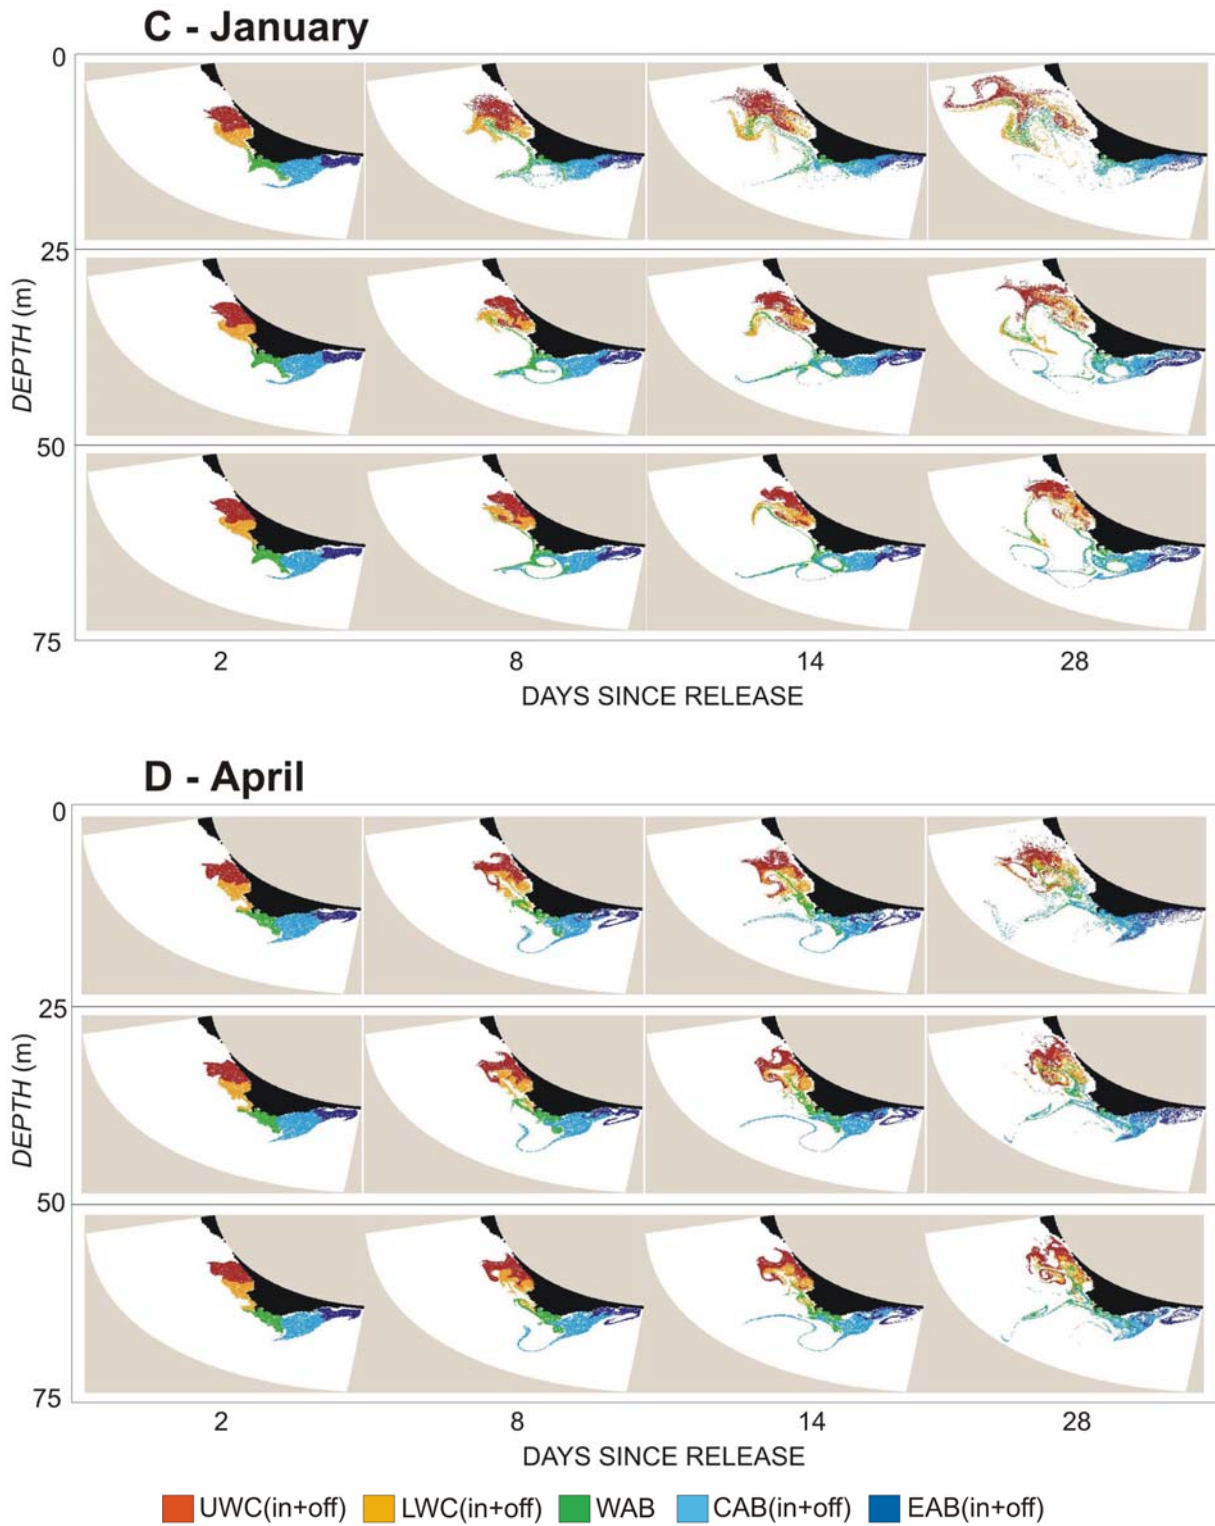 C - January
0
25
50
75
DEPTH (m)
2 8 14 28
DAYS SINCE RELEASE
D - April
0
25
50
75
DEPTH (m)
2 8 14 28
DAYS SINCE RELEASE
UWC(in+off) LWC(in+off) WAB CAB(in+off) EAB(in+off)